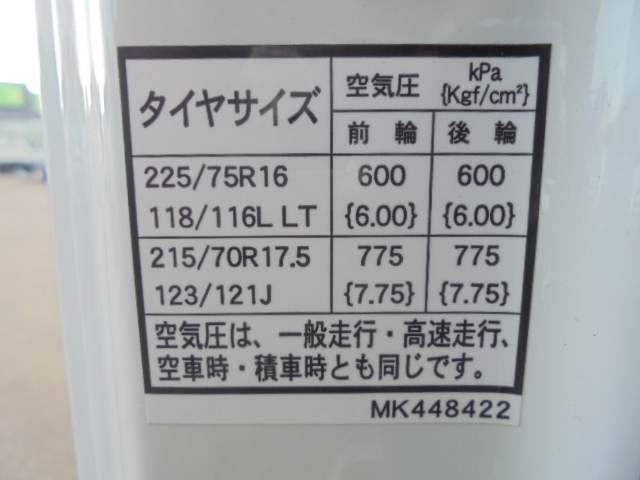 タイヤサイズ
空気圧 kPa
{Kgf/cm²}
前輪 後輪
225/75R16 600 600
118/116L LT {6.00} {6.00}
215/70R17.5 775 775
123/121J {7.75} {7.75}
空気圧は、一般走行・高速走行、
空車時・積車時とも同じです。
MK448422